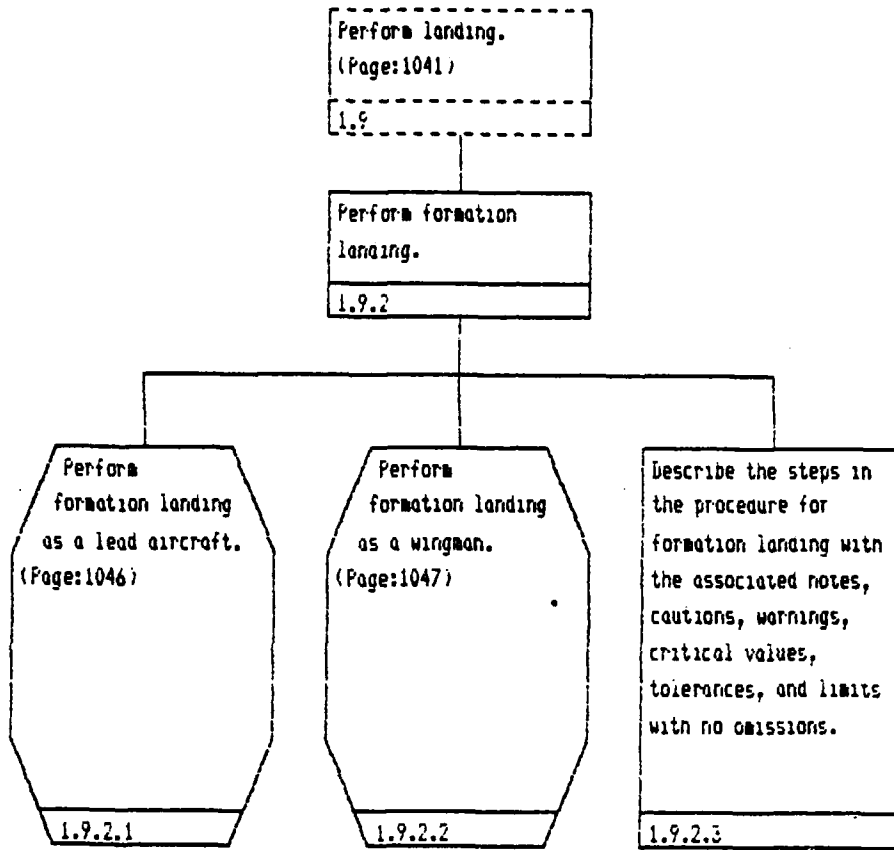 Perform landing.
(Page:1041)
1.9
Perform formation
landing.
1.9.2
Perform
formation landing
as a lead aircraft.
(Page:1046)
1.9.2.1
Perform
formation landing
as a wingman.
(Page:1047)
1.9.2.2
Describe the steps in
the procedure for
formation landing with
the associated notes,
cautions, warnings,
critical values,
tolerances, and limits
with no omissions.
1.9.2.3